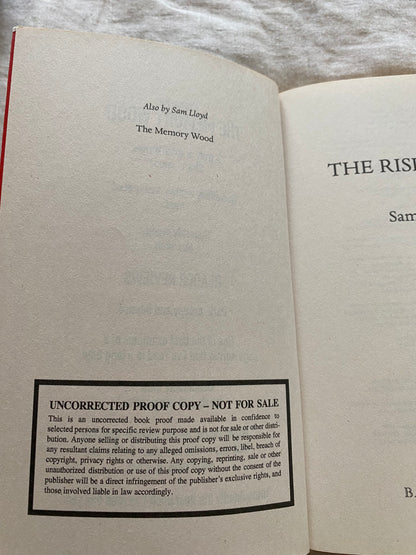 Also by Sam Lloyd
The Memory Wood
UNCORRECTED PROOF COPY – NOT FOR SALE
This is an uncorrected book proof made available in confidence to
selected persons for specific review purpose and is not for sale or other distri-
bution. Anyone selling or distributing this proof copy will be responsible for
any resultant claims relating to any alleged omissions, errors, libel, breach of
copyright, privacy rights or otherwise. Any copying, reprinting, sale or other
unauthorized distribution or use of this proof copy without the consent of the
publisher will be a direct infringement of the publisher's exclusive rights, and
those involved liable in law accordingly.
THE RIS
Sam
B.